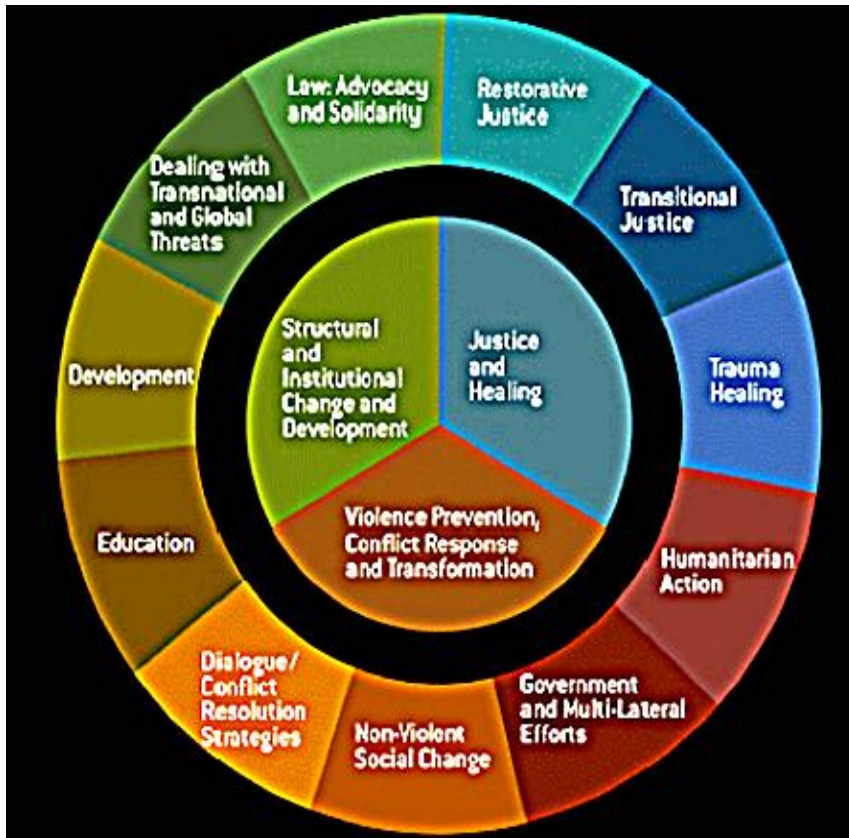 Law: Advocacy
and Solidarity
Restorative
Justice
Transitional
Justice
Trauma
Healing
Humanitarian
Action
Government
and Multi-Lateral
Efforts
Non-Violent
Social Change
Dialogue/
Conflict
Resolution
Strategies
Education
Development
Dealing with
Transnational
and Global
Threats
Structural
and
Institutional
Change and
Development
Justice
and
Healing
Violence Prevention,
Conflict Response
and Transformation